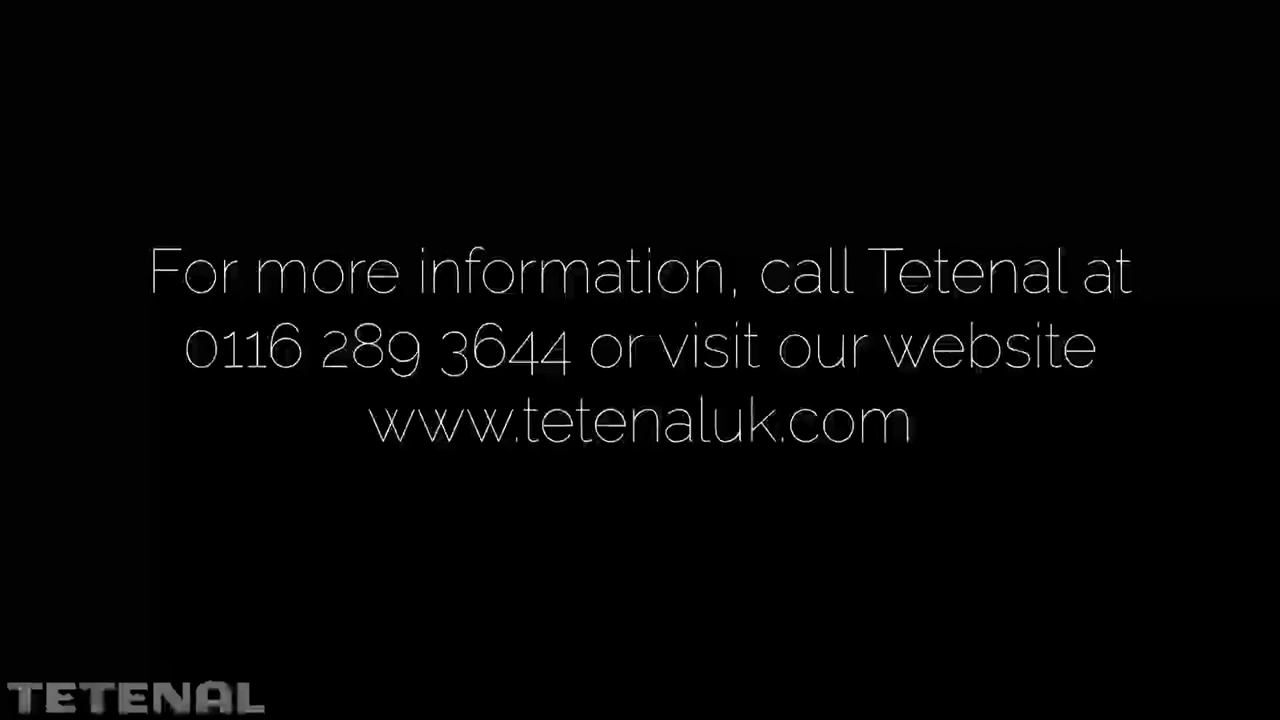 For more information, call Tetenal at
0116 289 3644 or visit our website
www.tetenaluk.com
TETENAL